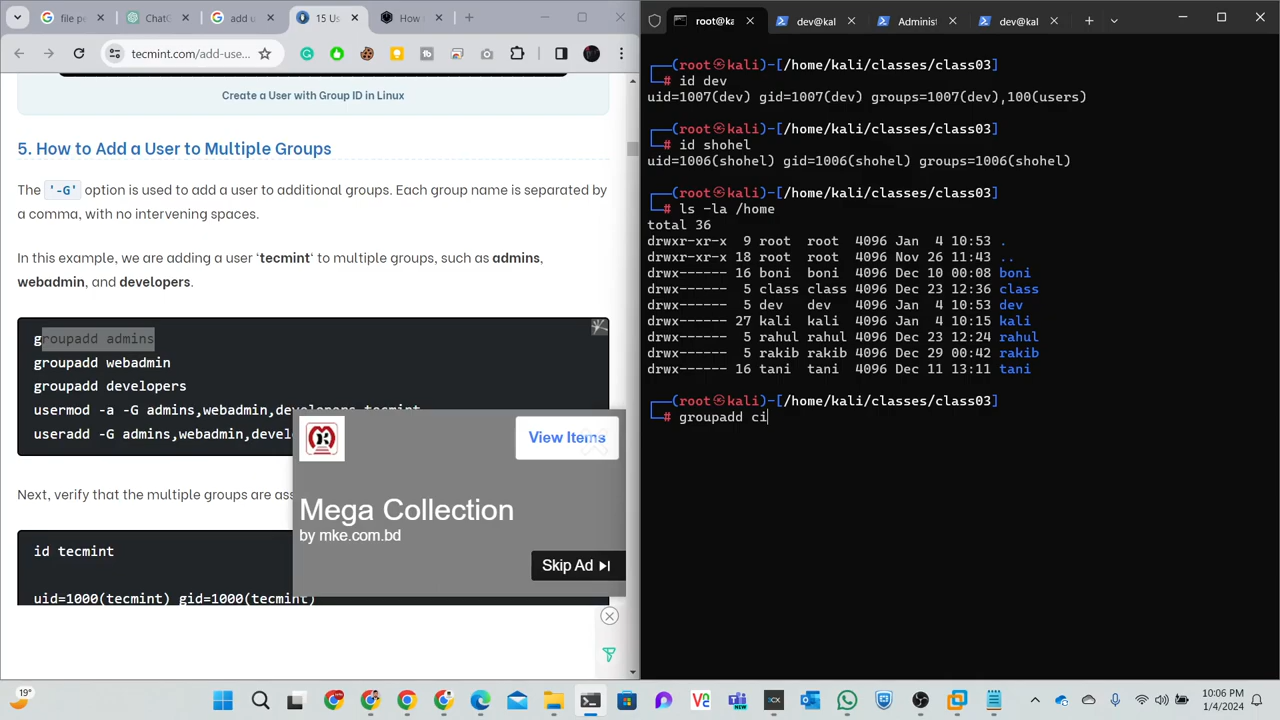 file pe
ChatG
add u
15 Us
How
tecmint.com/add-use...
Create a User with Group ID in Linux
5. How to Add a User to Multiple Groups
The '-G' option is used to add a user to additional groups. Each group name is separated by
a comma, with no intervening spaces.
In this example, we are adding a user ‘tecmint‘ to multiple groups, such as admins,
webadmin, and developers.
groupadd admins
groupadd webadmin
groupadd developers
usermod -a -G admins,webadmin,developers tecmint
useradd -G admins,webadmin,devel
Next, verify that the multiple groups are ass
id tecmint
uid=1000(tecmint) gid=1000(tecmint)
View Items
Mega Collection
by mke.com.bd
Skip Ad
root@ka
dev@kal
Administ
dev@kal
┌──(root㉿kali)-[/home/kali/classes/class03]
└─# id dev
uid=1007(dev) gid=1007(dev) groups=1007(dev),100(users)
┌──(root㉿kali)-[/home/kali/classes/class03]
└─# id shohel
uid=1006(shohel) gid=1006(shohel) groups=1006(shohel)
┌──(root㉿kali)-[/home/kali/classes/class03]
└─# ls -la /home
total 36
drwxr-xr-x  9 root  root  4096 Jan  4 10:53 .
drwxr-xr-x 18 root  root  4096 Nov 26 11:43 ..
drwx------ 16 boni  boni  4096 Dec 10 00:08 boni
drwx------  5 class class 4096 Dec 23 12:36 class
drwx------  5 dev   dev   4096 Jan  4 10:53 dev
drwx------ 27 kali  kali  4096 Jan  4 10:15 kali
drwx------  5 rahul rahul 4096 Dec 23 12:24 rahul
drwx------  5 rakib rakib 4096 Dec 29 00:42 rakib
drwx------ 16 tani  tani  4096 Dec 11 13:11 tani
┌──(root㉿kali)-[/home/kali/classes/class03]
└─# groupadd ci
19°
10:06 PM
1/4/2024